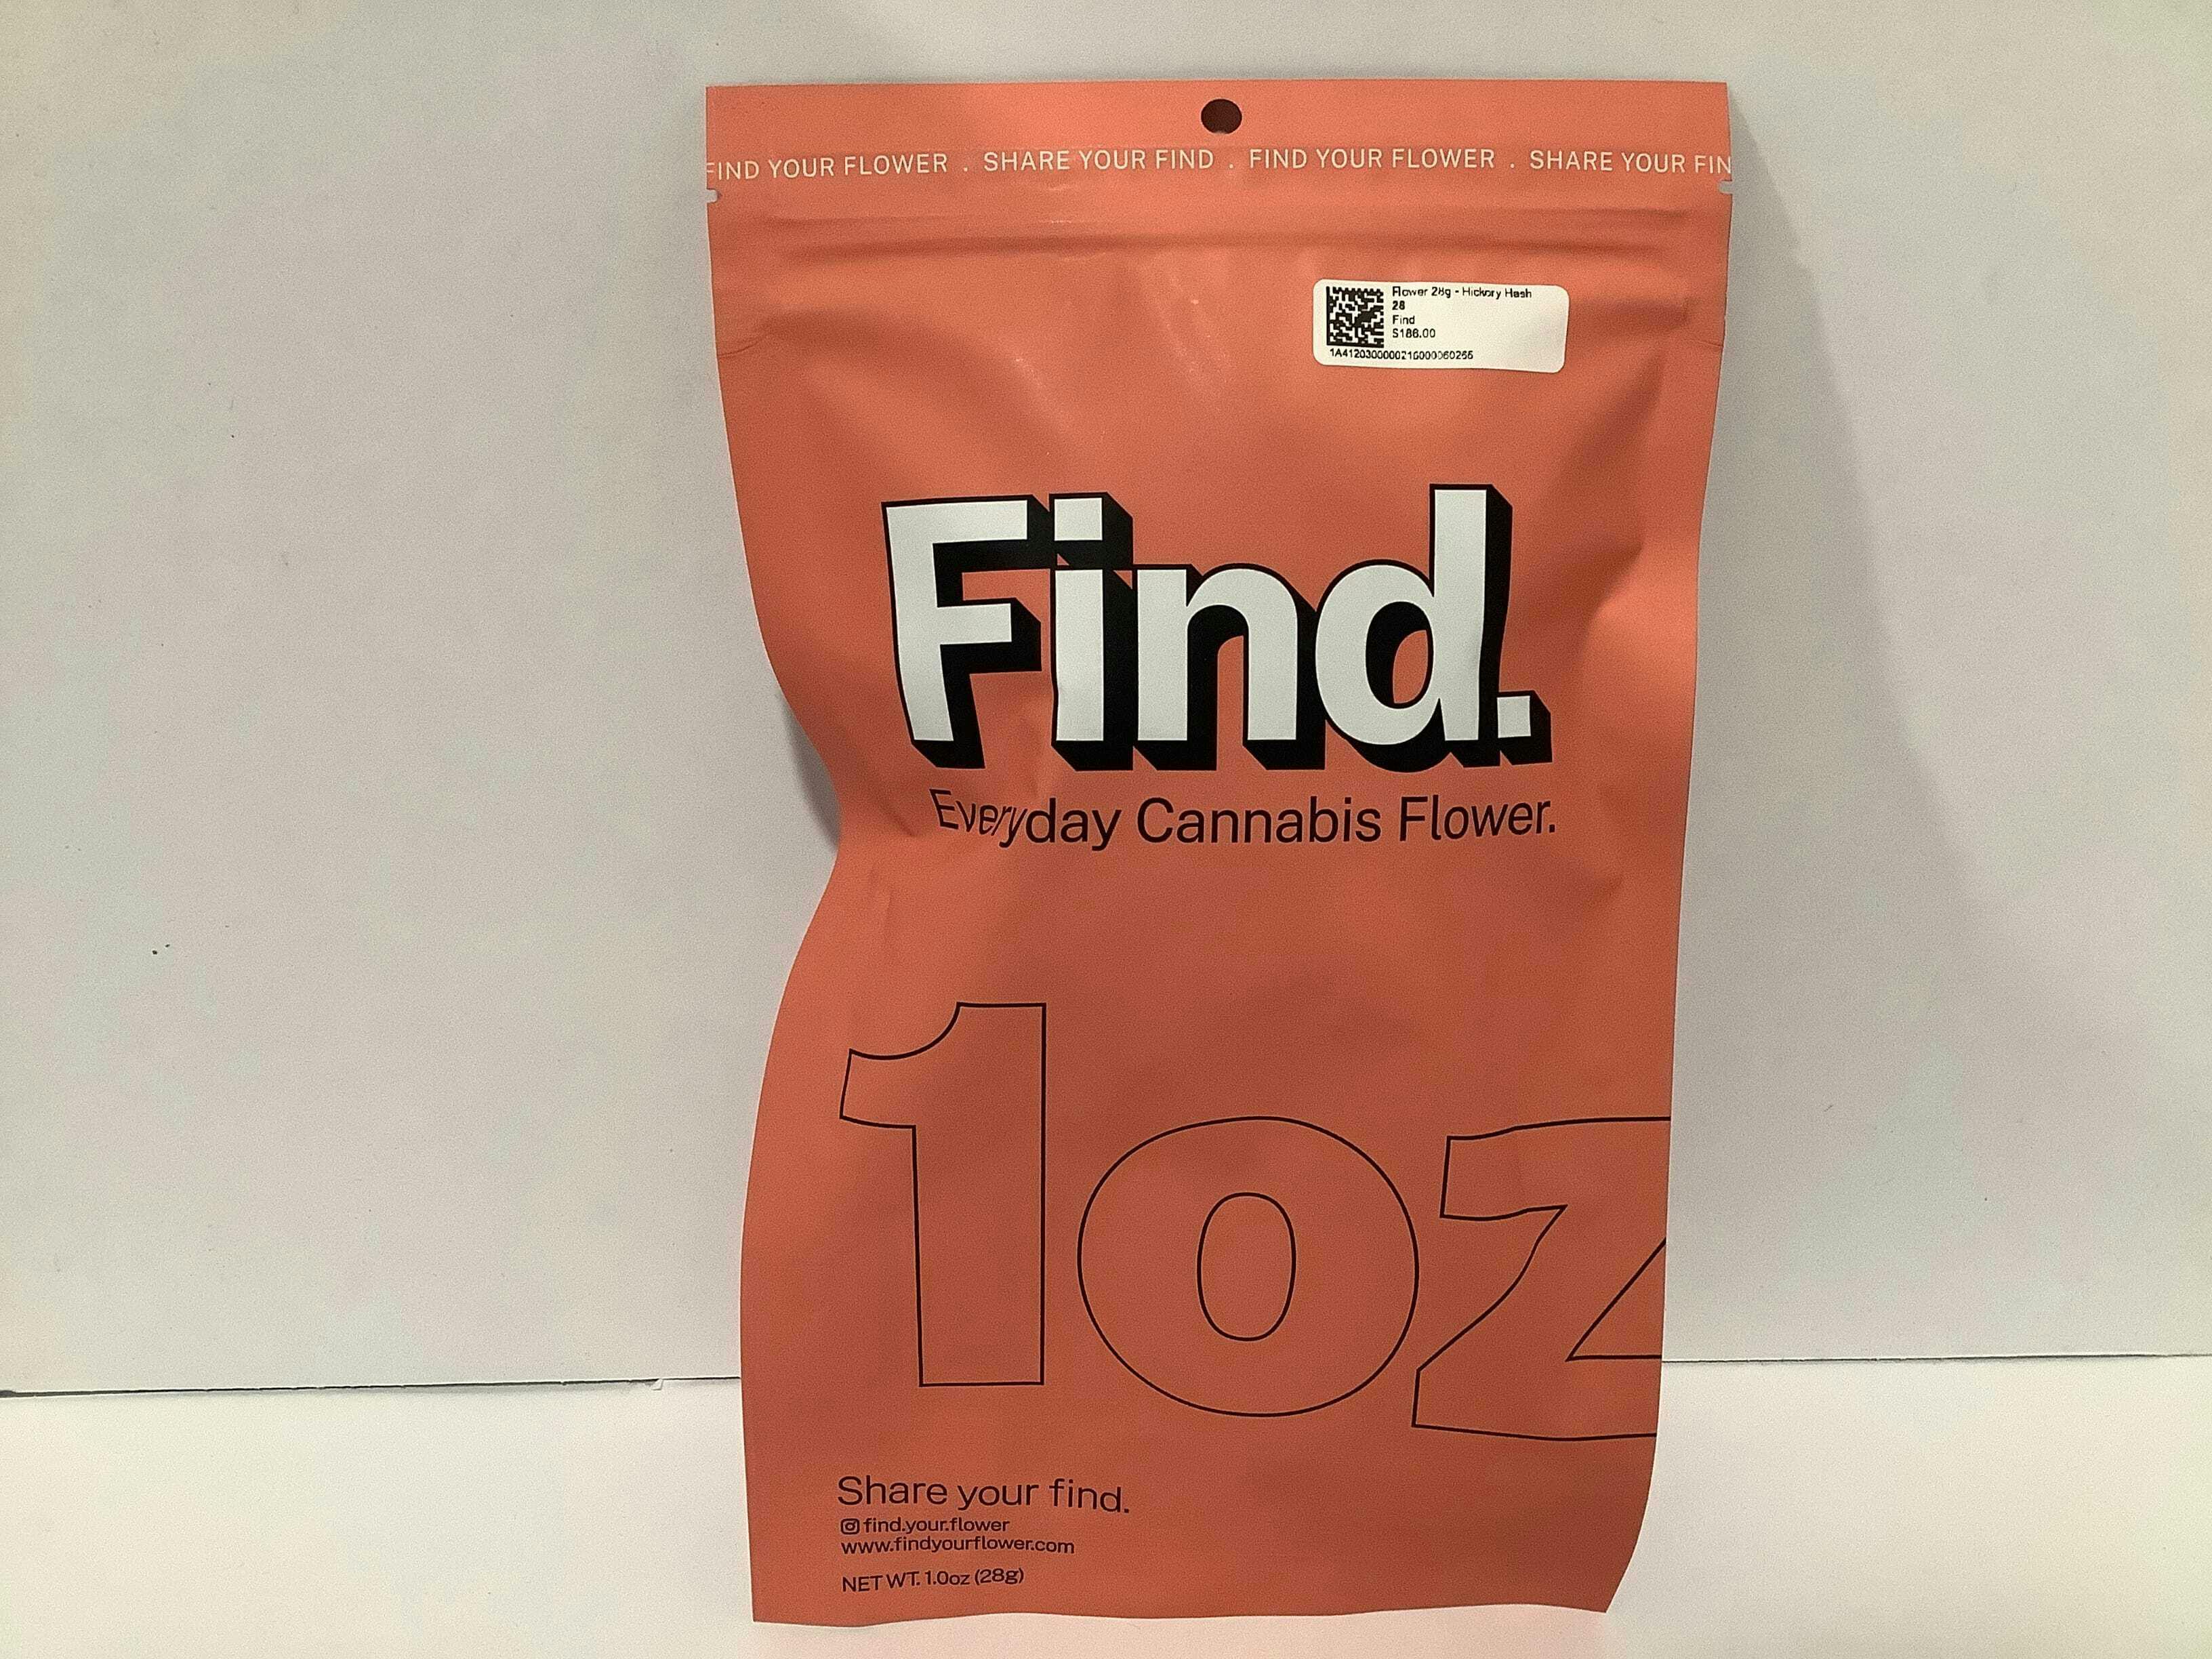 FIND YOUR FLOWER . SHARE YOUR FIND . FIND YOUR FLOWER . SHARE YOUR FIN
Flower 28g - Hickory Hash
28
Find
$186.00
Find.
Everyday Cannabis Flower.
1oz
Share your find.
find.your.flower
www.findyourflower.com
NET WT. 1.0oz (28g)